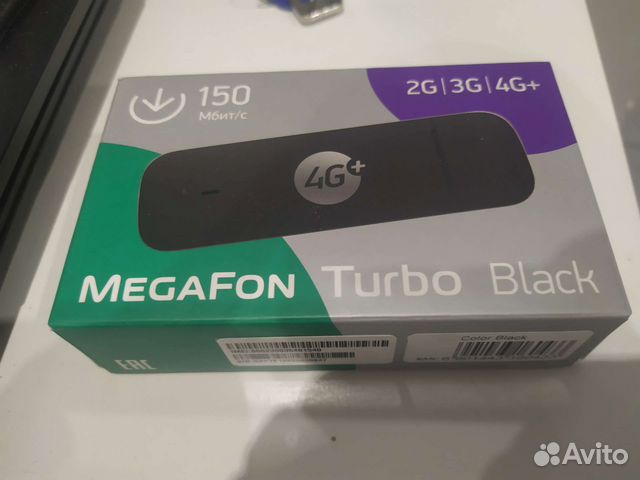 150
Мбит/с
2G|3G|4G+
4G+
MEGAFON Turbo Black
EAC
Color Black
Avito